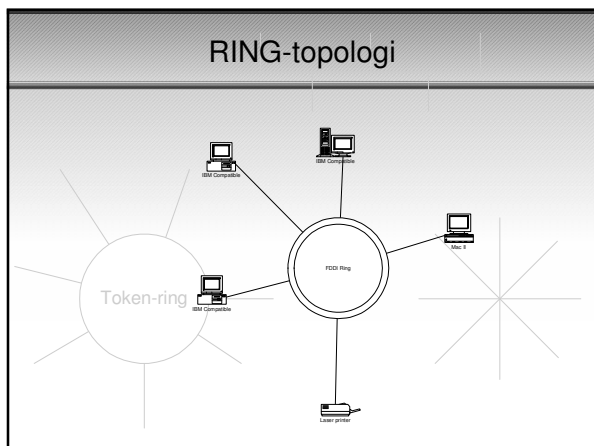 RING-topologi
IBM Compatible
IBM Compatible
Mac II
FDDI Ring
Token-ring
IBM Compatible
Laser printer